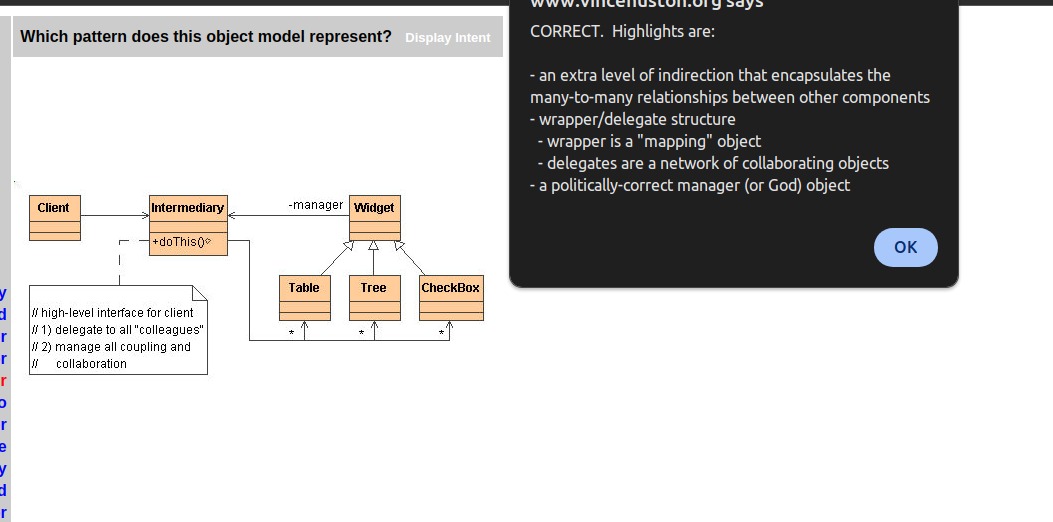 www.vincehuston.org says
Which pattern does this object model represent? Display Intent
CORRECT. Highlights are:
- an extra level of indirection that encapsulates the
many-to-many relationships between other components
- wrapper/delegate structure
- wrapper is a "mapping" object
- delegates are a network of collaborating objects
- a politically-correct manager (or God) object
OK
Client
Intermediary
+doThis()
-manager
Widget
Table
Tree
CheckBox
*
*
*
// high-level interface for client
// 1) delegate to all "colleagues"
// 2) manage all coupling and
// collaboration
y
d
r
r
r
o
r
e
y
d
r